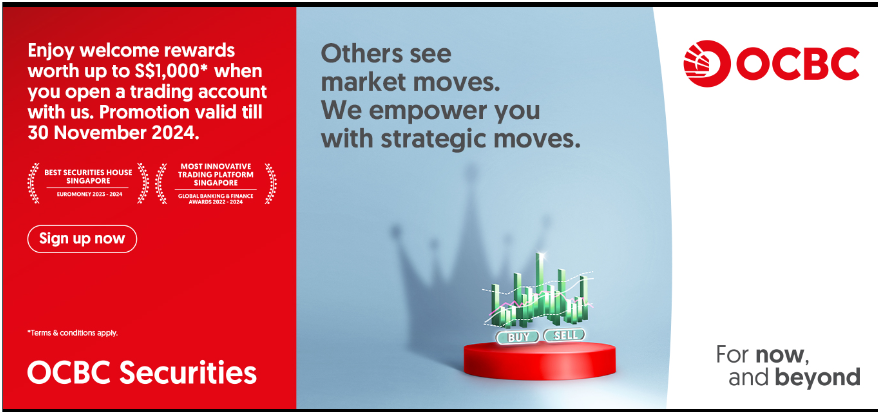 Enjoy welcome rewards
worth up to S$1,000* when
you open a trading account
with us. Promotion valid till
30 November 2024.
BEST SECURITIES HOUSE
SINGAPORE
EUROMONEY 2023 - 2024
MOST INNOVATIVE
TRADING PLATFORM
SINGAPORE
GLOBAL BANKING & FINANCE
AWARDS 2022 - 2024
Sign up now
*Terms & conditions apply.
OCBC Securities
Others see
market moves.
We empower you
with strategic moves.
BUY
SELL
OCBC
For now,
and beyond